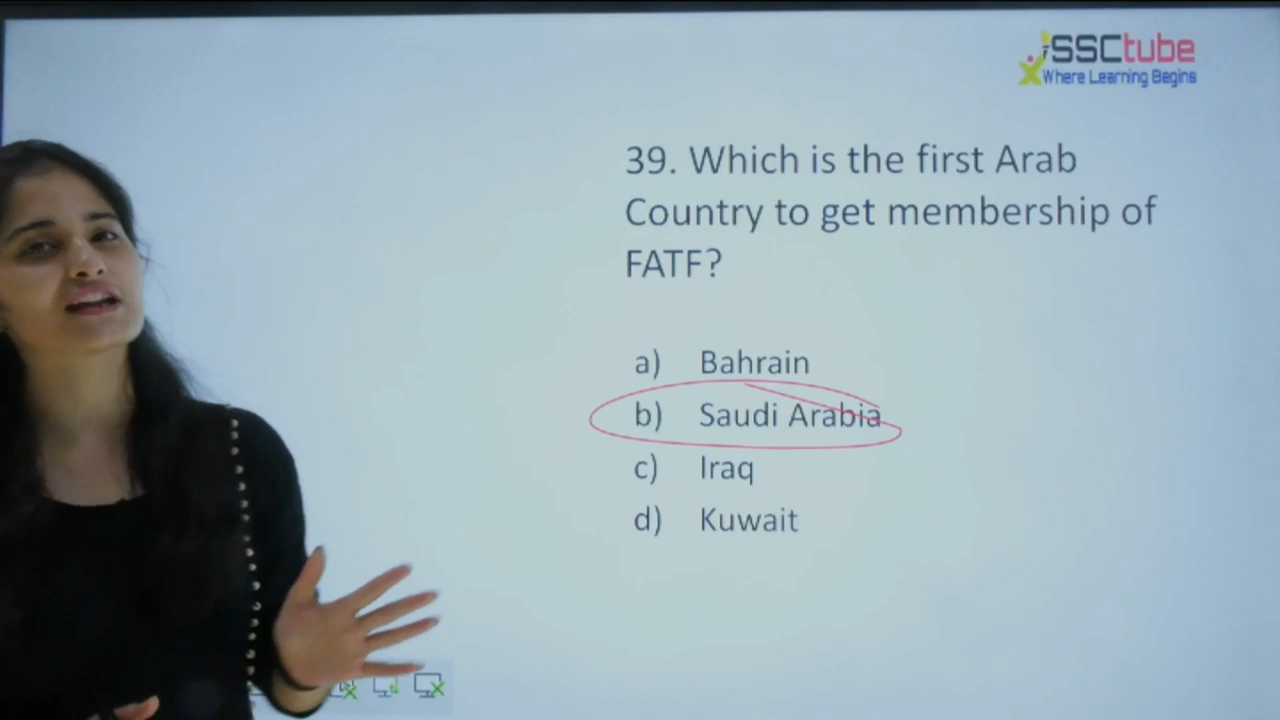 SSCtube
Where Learning Begins
39. Which is the first Arab
Country to get membership of
FATF?
a) Bahrain
b) Saudi Arabia
c) Iraq
d) Kuwait